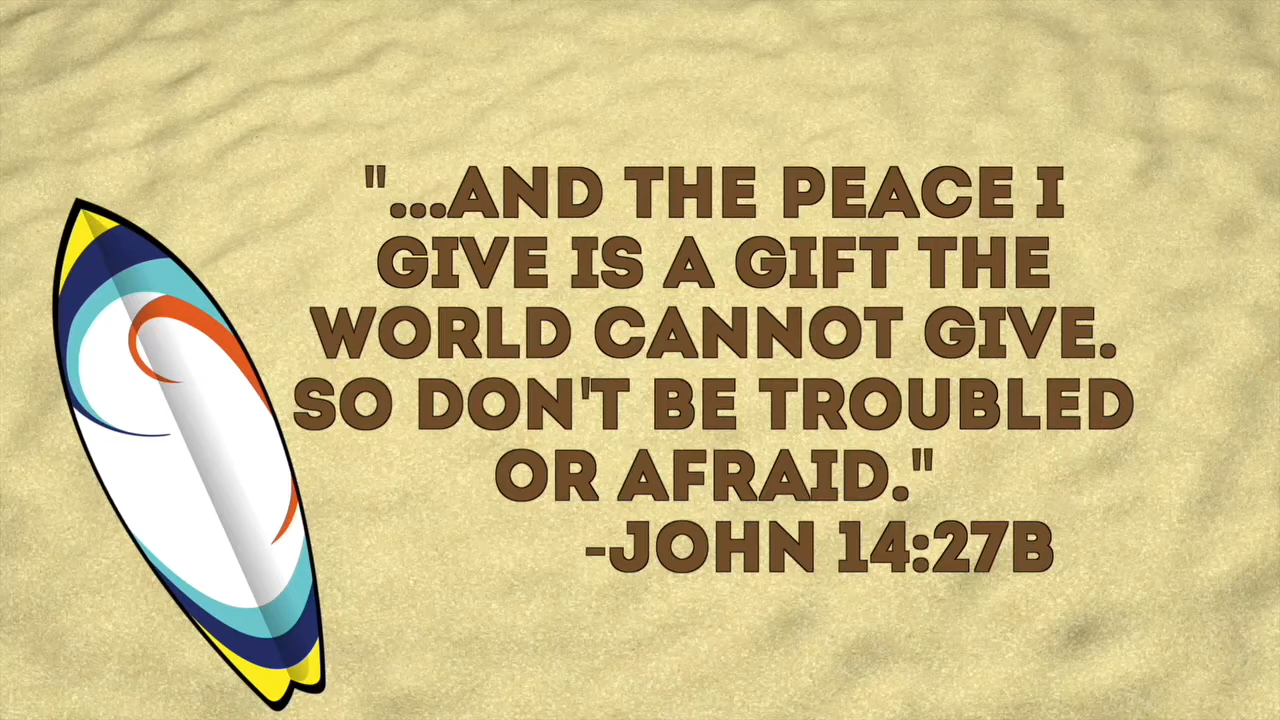 "...AND THE PEACE I
GIVE IS A GIFT THE
WORLD CANNOT GIVE.
SO DON'T BE TROUBLED
OR AFRAID."
-JOHN 14:27B